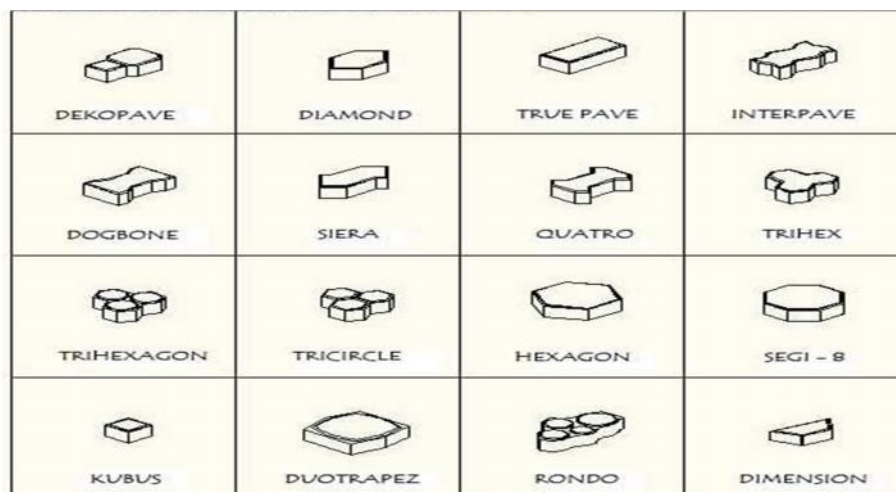 DEKOPAVE
DIAMOND
TRUE PAVE
INTERPAVE
DOGBONE
SIERA
QUATRO
TRIHEX
TRIHEXAGON
TRICIRCLE
HEXAGON
SEGI - 8
KUBUS
DUOTRAPEZ
RONDO
DIMENSION